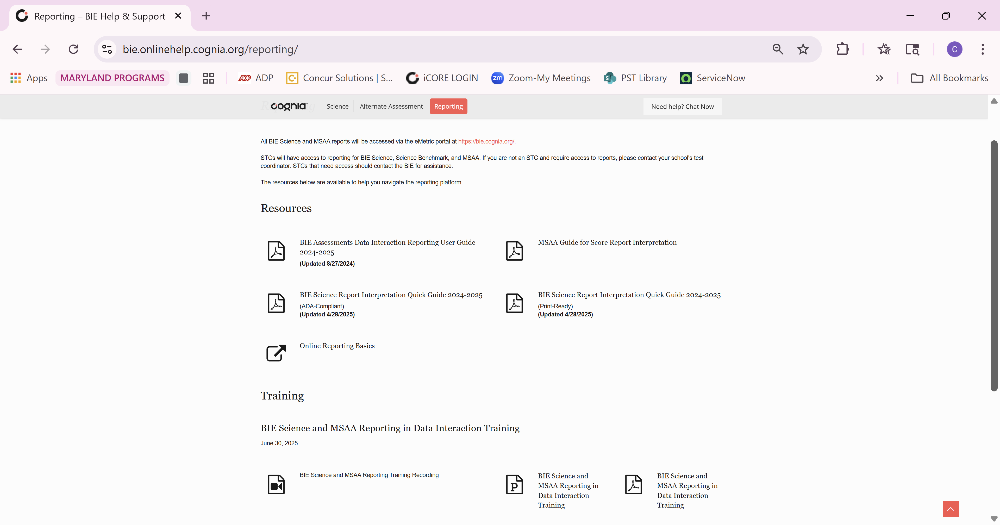 Reporting – BIE Help & Support
bie.onlinehelp.cognia.org/reporting/
C
Apps
MARYLAND PROGRAMS
ADP
Concur Solutions | S...
iCORE LOGIN
zm
Zoom-My Meetings
PST Library
ServiceNow
All Bookmarks
cognia
Science
Alternate Assessment
Reporting
Need help? Chat Now
All BIE Science and MSAA reports will be accessed via the eMetric portal at https://bie.cognia.org/.
STCs will have access to reporting for BIE Science, Science Benchmark, and MSAA. If you are not an STC and require access to reports, please contact your school's test
coordinator. STCs that need access should contact the BIE for assistance.
The resources below are available to help you navigate the reporting platform.
Resources
BIE Assessments Data Interaction Reporting User Guide
2024-2025
(Updated 8/27/2024)
MSAA Guide for Score Report Interpretation
BIE Science Report Interpretation Quick Guide 2024-2025
(ADA-Compliant)
(Updated 4/28/2025)
BIE Science Report Interpretation Quick Guide 2024-2025
(Print-Ready)
(Updated 4/28/2025)
Online Reporting Basics
Training
BIE Science and MSAA Reporting in Data Interaction Training
June 30, 2025
BIE Science and MSAA Reporting Training Recording
P
BIE Science and
MSAA Reporting in
Data Interaction
Training
BIE Science and
MSAA Reporting in
Data Interaction
Training